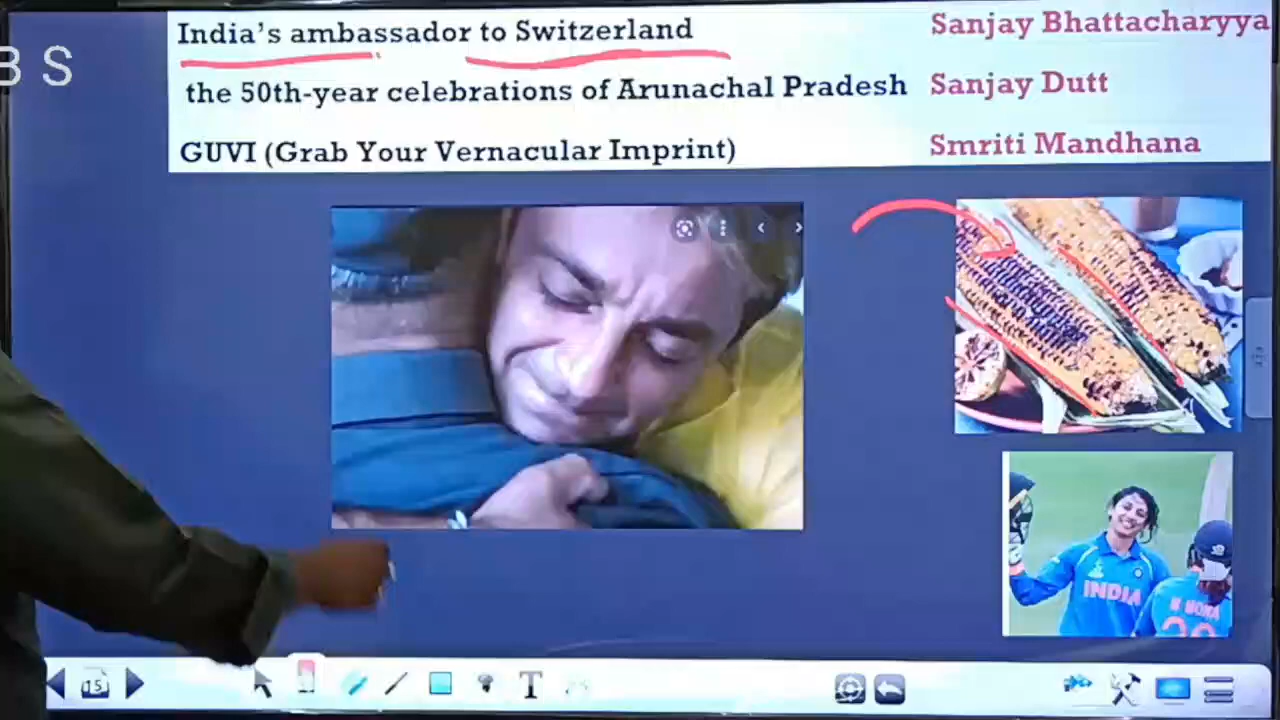 B S
India's ambassador to Switzerland Sanjay Bhattacharyya
the 50th-year celebrations of Arunachal Pradesh Sanjay Dutt
GUVI (Grab Your Vernacular Imprint) Smriti Mandhana
INDIA
15
T